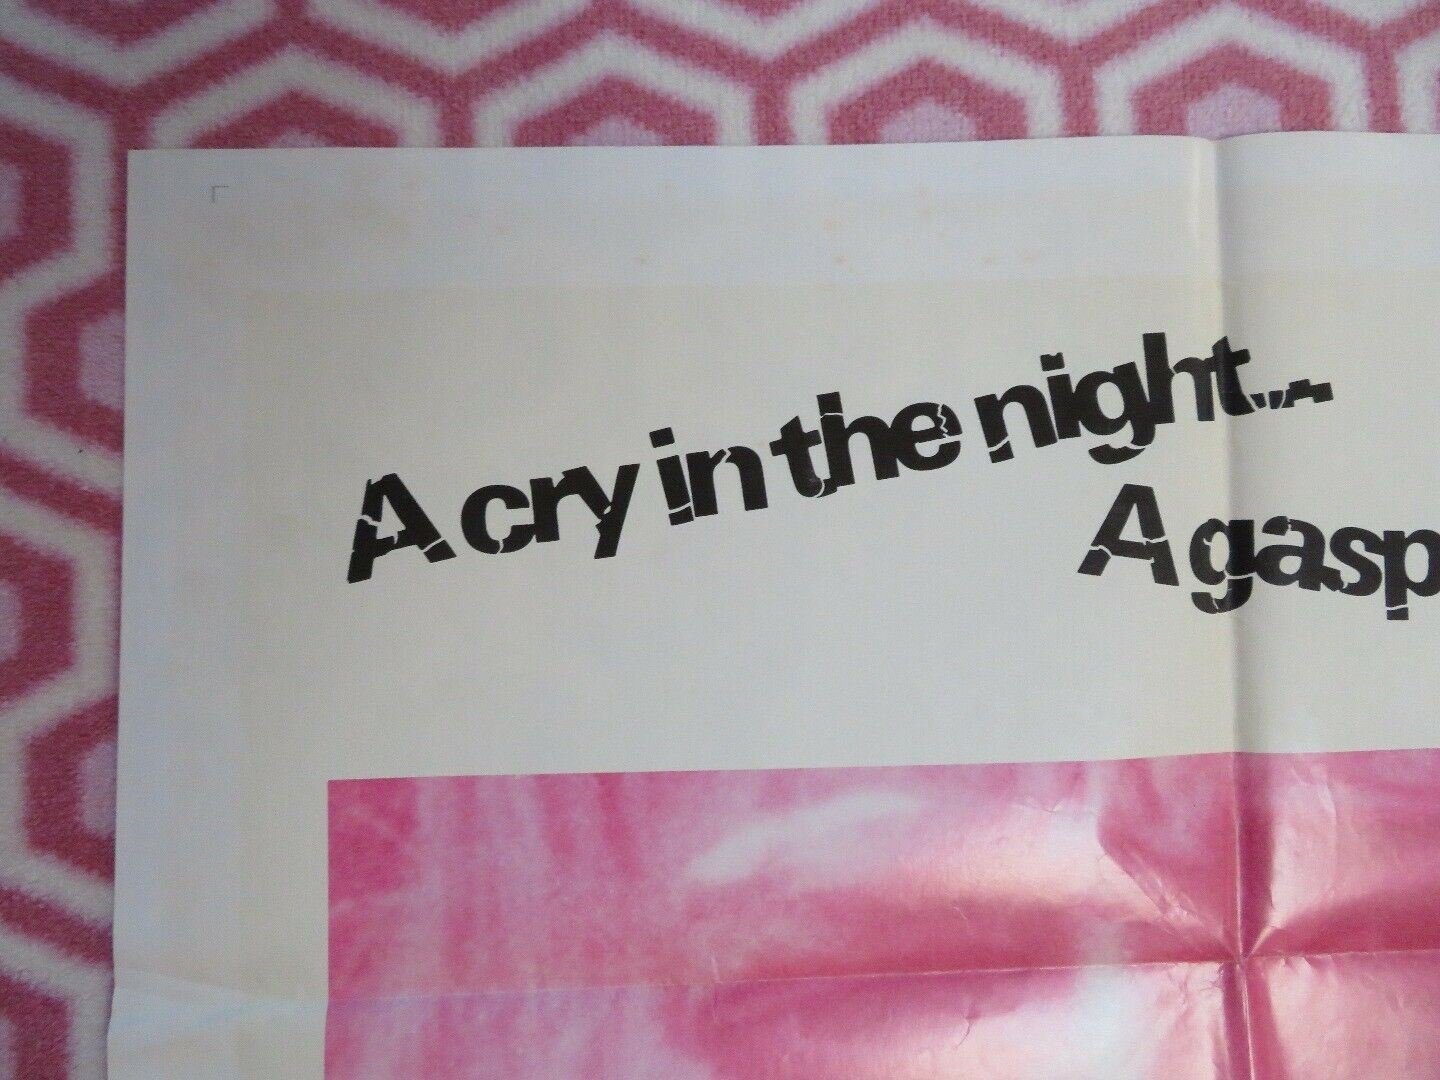 A cry in the night...
A gasp